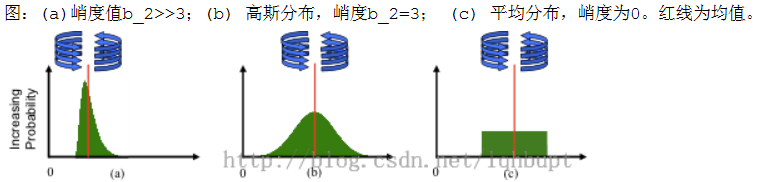 图：(a)峭度值b_2>>3；(b) 高斯分布，峭度b_2=3； (c) 平均分布，峭度为0。红线为均值。
Increasing
Probability
0 (a) 0 (b) 0 (c)
http://blog.csdn.net/lqhbupt